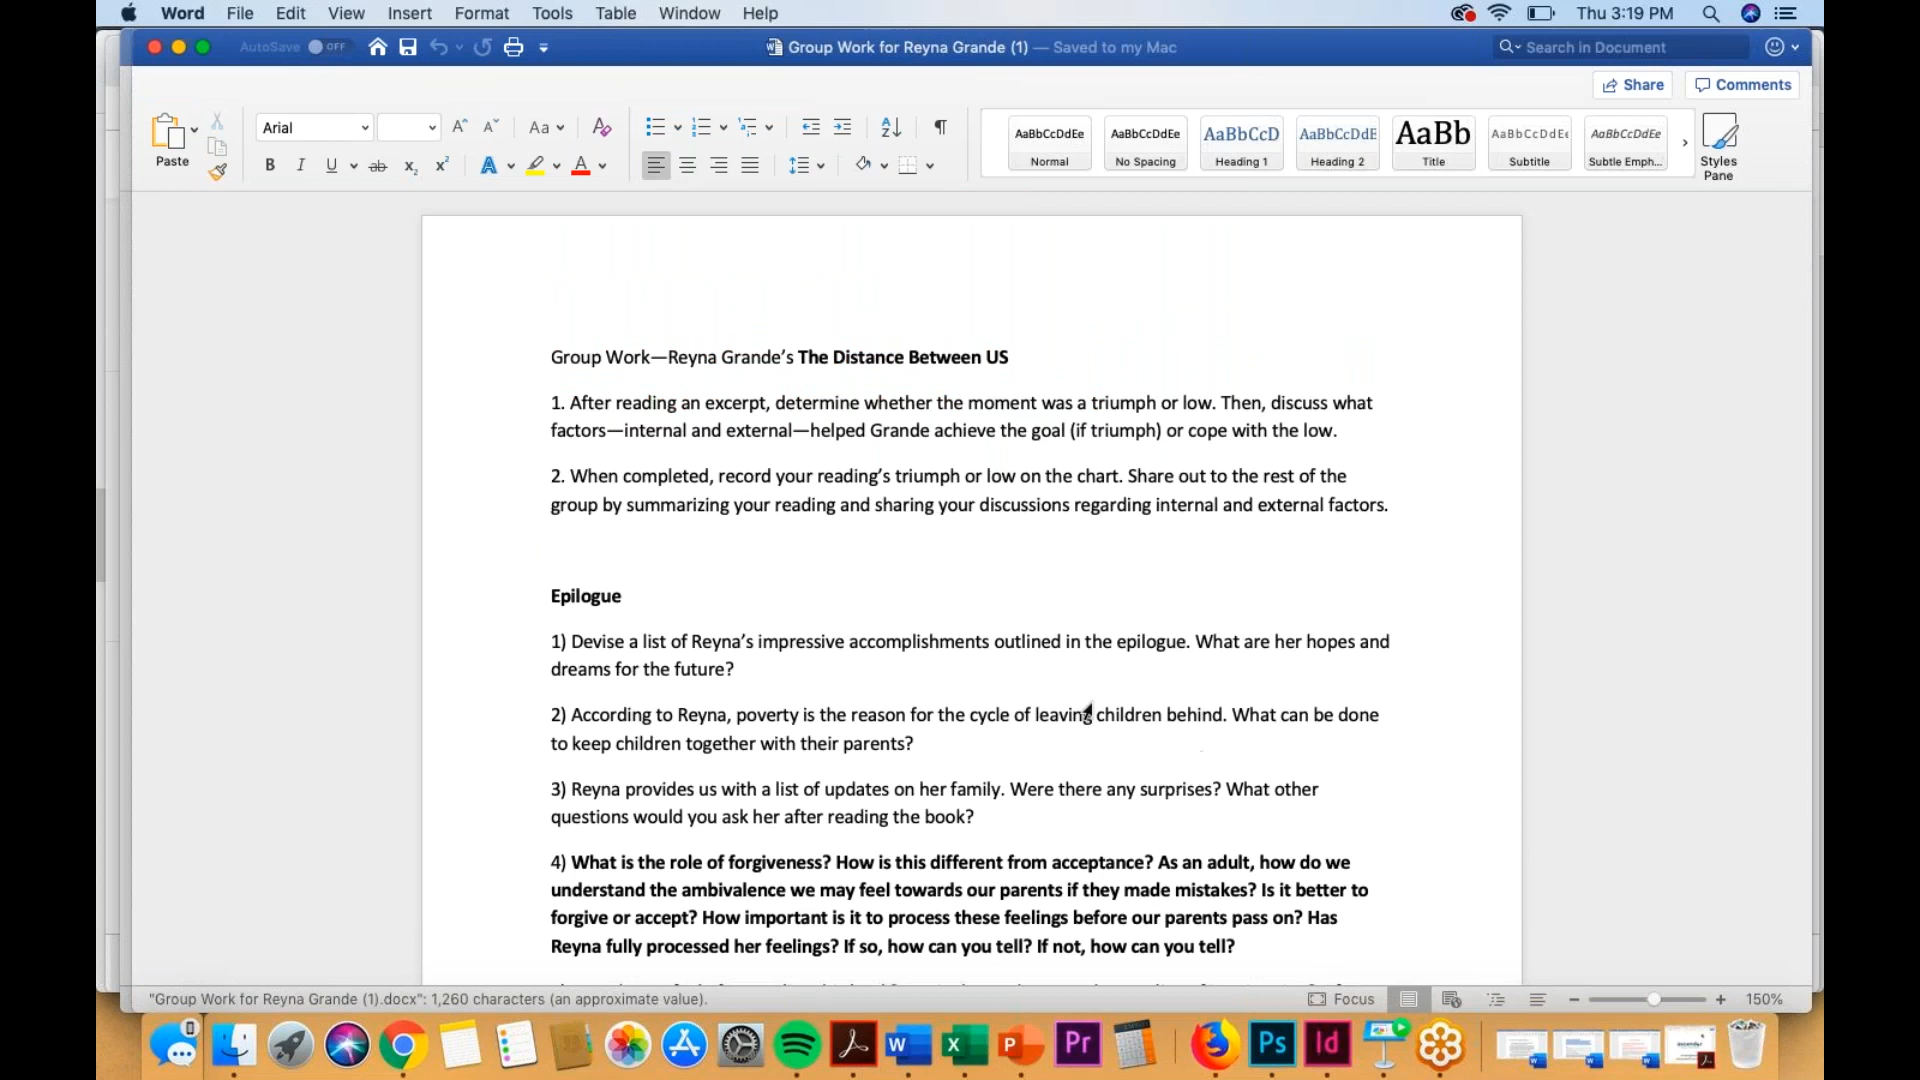 Word File Edit View Insert Format Tools Table Window Help Thu 3:19 PM
AutoSave OFF Group Work for Reyna Grande (1) — Saved to my Mac Search in Document
Share Comments
Paste Arial Aa AaBbCcDdEe AaBbCcDdEe AaBbCcD AaBbCcDdE AaBb AaBbCcDdEe AaBbCcDdEe
Normal No Spacing Heading 1 Heading 2 Title Subtitle Subtle Emph... Styles
Pane
Group Work—Reyna Grande’s The Distance Between US
1. After reading an excerpt, determine whether the moment was a triumph or low. Then, discuss what
factors—internal and external—helped Grande achieve the goal (if triumph) or cope with the low.
2. When completed, record your reading’s triumph or low on the chart. Share out to the rest of the
group by summarizing your reading and sharing your discussions regarding internal and external factors.
Epilogue
1) Devise a list of Reyna’s impressive accomplishments outlined in the epilogue. What are her hopes and
dreams for the future?
2) According to Reyna, poverty is the reason for the cycle of leaving children behind. What can be done
to keep children together with their parents?
3) Reyna provides us with a list of updates on her family. Were there any surprises? What other
questions would you ask her after reading the book?
4) What is the role of forgiveness? How is this different from acceptance? As an adult, how do we
understand the ambivalence we may feel towards our parents if they made mistakes? Is it better to
forgive or accept? How important is it to process these feelings before our parents pass on? Has
Reyna fully processed her feelings? If so, how can you tell? If not, how can you tell?
"Group Work for Reyna Grande (1).docx": 1,260 characters (an approximate value). Focus 150%
W X P Pr Ps Id